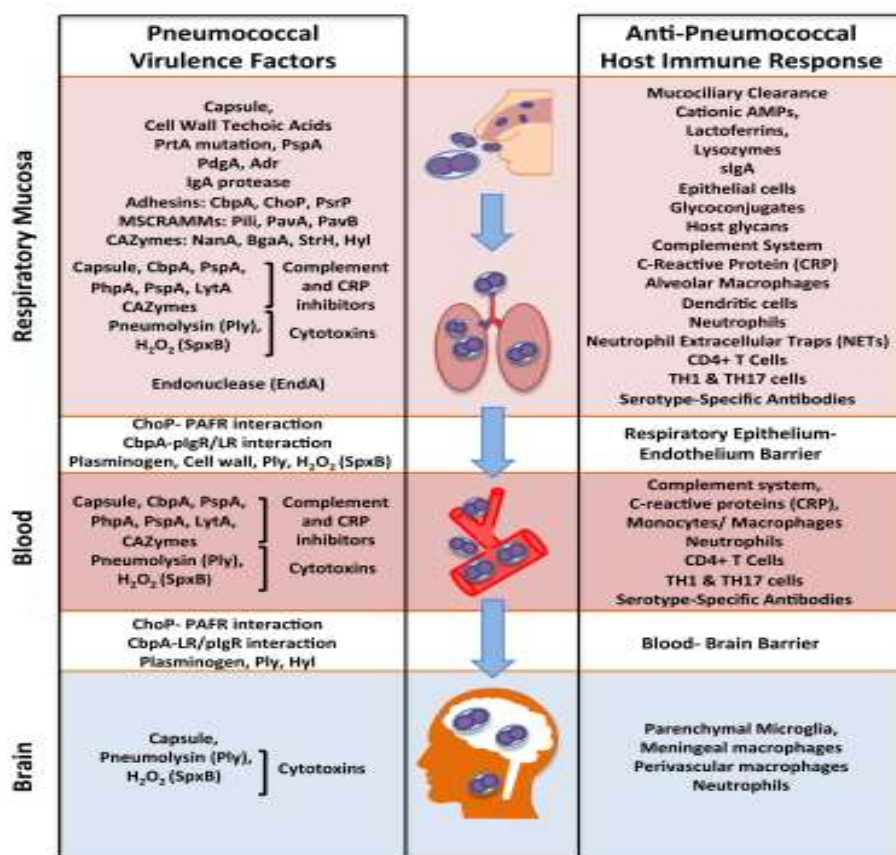 Pneumococcal
Virulence Factors
Anti-Pneumococcal
Host Immune Response
Respiratory Mucosa
Capsule,
Cell Wall Techoic Acids
PrtA mutation, PspA
PdgA, Adr
IgA protease
Adhesins: CbpA, ChoP, PsrP
MSCRAMMs: Pili, PavA, PavB
CAZymes: NanA, BgaA, StrH, Hyl
Capsule, CbpA, PspA,
PhpA, PspA, LytA
CAZymes
Complement
and CRP
inhibitors
Pneumolysin (Ply),
H₂O₂ (SpxB)
Cytotoxins
Endonuclease (EndA)
Mucociliary Clearance
Cationic AMPs,
Lactoferrins,
Lysozymes
sIgA
Epithelial cells
Glycoconjugates
Host glycans
Complement System
C-Reactive Protein (CRP)
Alveolar Macrophages
Dendritic cells
Neutrophils
Neutrophil Extracellular Traps (NETs)
CD4+ T Cells
TH1 & TH17 cells
Serotype-Specific Antibodies
ChoP- PAFR interaction
CbpA-pIgR/LR interaction
Plasminogen, Cell wall, Ply, H₂O₂ (SpxB)
Respiratory Epithelium-
Endothelium Barrier
Blood
Capsule, CbpA, PspA,
PhpA, PspA, LytA,
CAZymes
Complement
and CRP
inhibitors
Pneumolysin (Ply),
H₂O₂ (SpxB)
Cytotoxins
Complement system,
C-reactive proteins (CRP),
Monocytes/ Macrophages
Neutrophils
CD4+ T Cells
TH1 & TH17 cells
Serotype-Specific Antibodies
ChoP- PAFR interaction
CbpA-LR/pIgR interaction
Plasminogen, Ply, Hyl
Blood- Brain Barrier
Brain
Capsule,
Pneumolysin (Ply),
H₂O₂ (SpxB)
Cytotoxins
Parenchymal Microglia,
Meningeal macrophages
Perivascular macrophages
Neutrophils